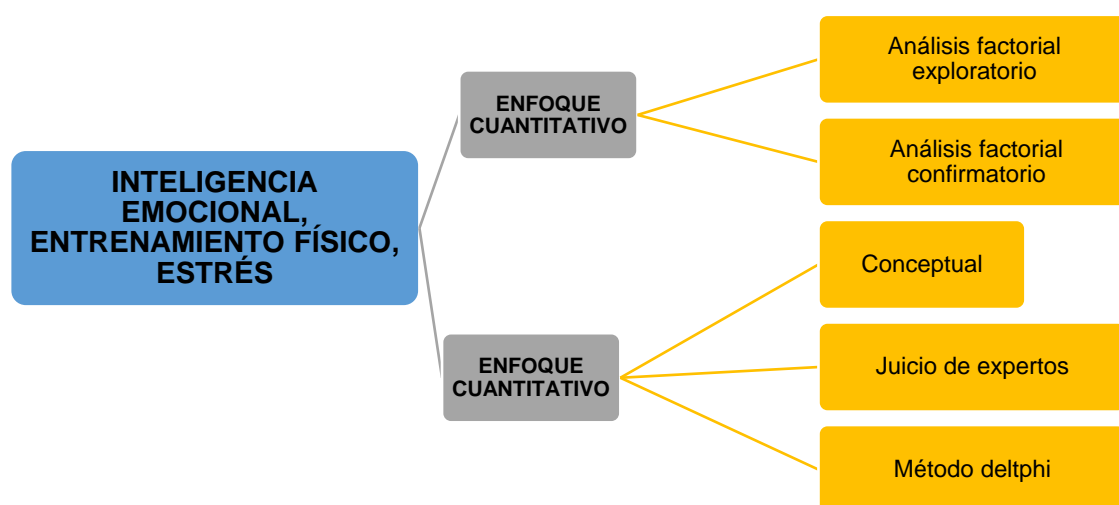 INTELIGENCIA
EMOCIONAL,
ENTRENAMIENTO FÍSICO,
ESTRÉS
ENFOQUE
CUANTITATIVO
Análisis factorial
exploratorio
Análisis factorial
confirmatorio
ENFOQUE
CUANTITATIVO
Conceptual
Juicio de expertos
Método deltphi